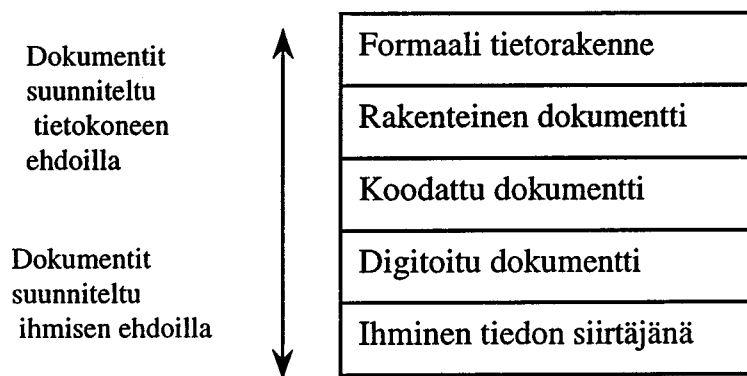 Dokumentit
suunniteltu
tietokoneen
ehdoilla
Dokumentit
suunniteltu
ihmisen ehdoilla
Formaali tietorakenne
Rakenteinen dokumentti
Koodattu dokumentti
Digitoitu dokumentti
Ihminen tiedon siirtäjänä